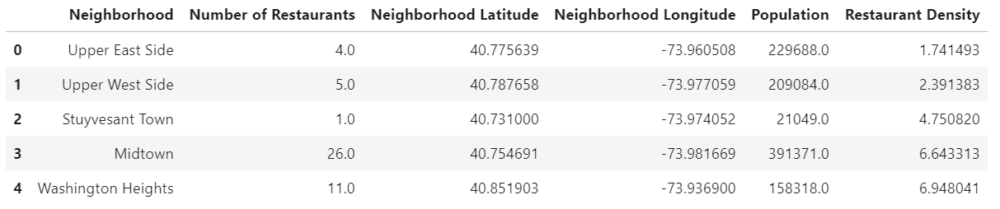 Neighborhood Number of Restaurants Neighborhood Latitude Neighborhood Longitude Population Restaurant Density
0 Upper East Side 4.0 40.775639 -73.960508 229688.0 1.741493
1 Upper West Side 5.0 40.787658 -73.977059 209084.0 2.391383
2 Stuyvesant Town 1.0 40.731000 -73.974052 21049.0 4.750820
3 Midtown 26.0 40.754691 -73.981669 391371.0 6.643313
4 Washington Heights 11.0 40.851903 -73.936900 158318.0 6.948041